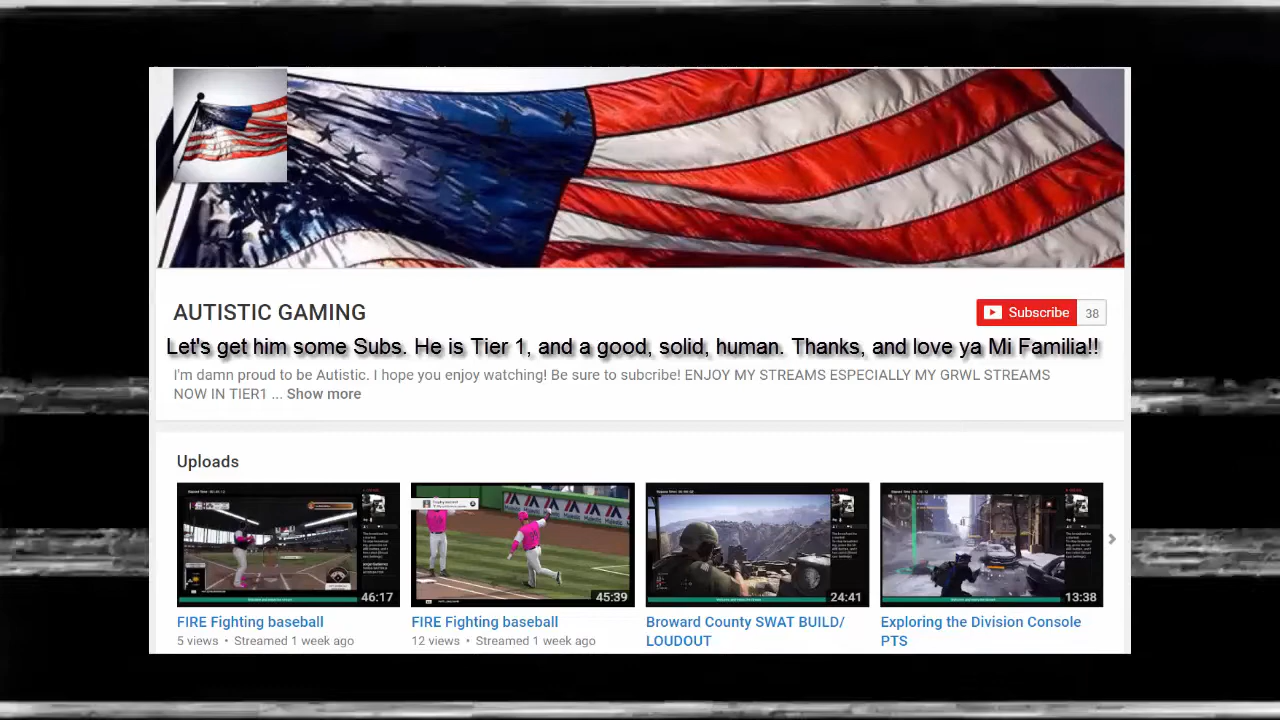 AUTISTIC GAMING
Subscribe 38
Let's get him some Subs. He is Tier 1, and a good, solid, human. Thanks, and love ya Mi Familia!!
I'm damn proud to be Autistic. I hope you enjoy watching! Be sure to subcribe! ENJOY MY STREAMS ESPECIALLY MY GRWL STREAMS
NOW IN TIER1 ... Show more
Uploads
46:17
45:39
24:41
13:38
FIRE Fighting baseball
5 views • Streamed 1 week ago
FIRE Fighting baseball
12 views • Streamed 1 week ago
Broward County SWAT BUILD/
LOUDOUT
Exploring the Division Console
PTS